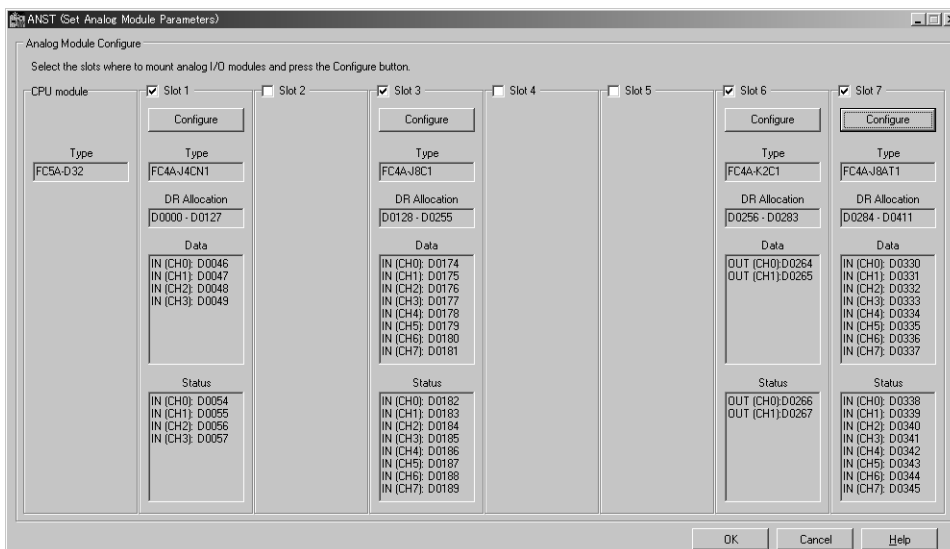 ANST (Set Analog Module Parameters)
Analog Module Configure
Select the slots where to mount analog I/O modules and press the Configure button.
CPU module
Type
FC5A-D32
Slot 1
Configure
Type
FC4A-J4CN1
DR Allocation
D0000 - D0127
Data
IN (CH0): D0046
IN (CH1): D0047
IN (CH2): D0048
IN (CH3): D0049
Status
IN (CH0): D0054
IN (CH1): D0055
IN (CH2): D0056
IN (CH3): D0057
Slot 2
Slot 3
Configure
Type
FC4A-J8C1
DR Allocation
D0128 - D0255
Data
IN (CH0): D0174
IN (CH1): D0175
IN (CH2): D0176
IN (CH3): D0177
IN (CH4): D0178
IN (CH5): D0179
IN (CH6): D0180
IN (CH7): D0181
Status
IN (CH0): D0182
IN (CH1): D0183
IN (CH2): D0184
IN (CH3): D0185
IN (CH4): D0186
IN (CH5): D0187
IN (CH6): D0188
IN (CH7): D0189
Slot 4
Slot 5
Slot 6
Configure
Type
FC4A-K2C1
DR Allocation
D0256 - D0283
Data
OUT (CH0):D0264
OUT (CH1):D0265
Status
OUT (CH0):D0266
OUT (CH1):D0267
Slot 7
Configure
Type
FC4A-J8AT1
DR Allocation
D0284 - D0411
Data
IN (CH0): D0330
IN (CH1): D0331
IN (CH2): D0332
IN (CH3): D0333
IN (CH4): D0334
IN (CH5): D0335
IN (CH6): D0336
IN (CH7): D0337
Status
IN (CH0): D0338
IN (CH1): D0339
IN (CH2): D0340
IN (CH3): D0341
IN (CH4): D0342
IN (CH5): D0343
IN (CH6): D0344
IN (CH7): D0345
OK
Cancel
Help